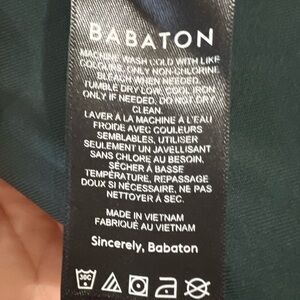 BABATON
MACHINE WASH COLD WITH LIKE
COLOURS, ONLY NON-CHLORINE
BLEACH WHEN NEEDED.
TUMBLE DRY LOW, COOL IRON
ONLY IF NEEDED. DO NOT DRY
CLEAN.
LAVER À LA MACHINE À L'EAU
FROIDE AVEC COULEURS
SEMBLABLES, UTILISER
SEULEMENT UN JAVELLISANT
SANS CHLORE AU BESOIN.
SÉCHER À BASSE
TEMPÉRATURE, REPASSAGE
DOUX SI NÉCESSAIRE, NE PAS
NETTOYER À SEC.
MADE IN VIETNAM
FABRIQUÉ AU VIETNAM
Sincerely, Babaton
30C